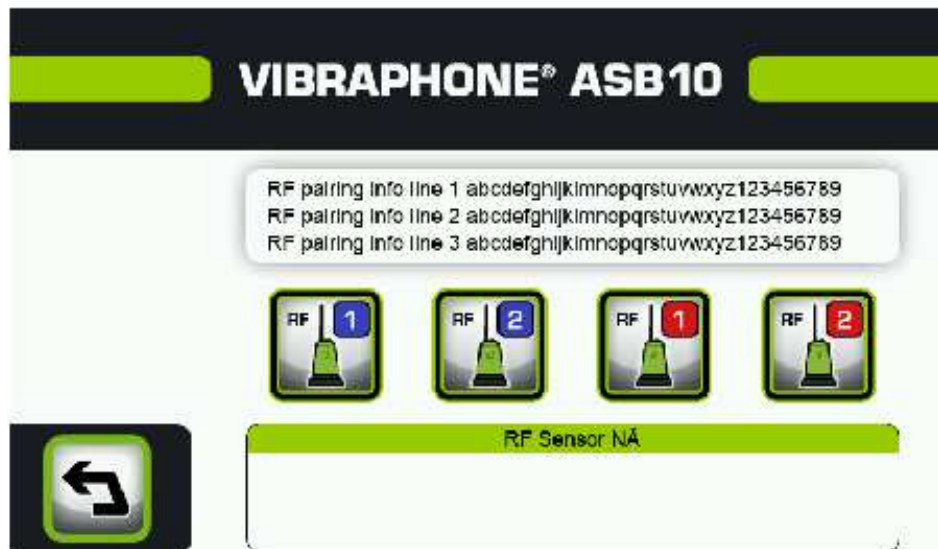 VIBRAPHONE® ASB10
RF pairing info line 1 abcdefghijklmnopqrstuvwxyz123456789
RF pairing info line 2 abcdefghijklmnopqrstuvwxyz123456789
RF pairing info line 3 abcdefghijklmnopqrstuvwxyz123456789
RF 1
RF 2
RF 1
RF 2
RF Sensor NÃ